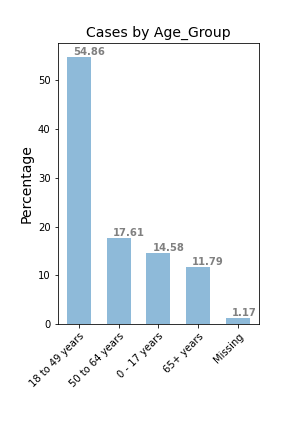 Cases by Age_Group
Percentage
50
40
30
20
10
0
54.86
17.61
14.58
11.79
1.17
18 to 49 years
50 to 64 years
0 - 17 years
65+ years
Missing